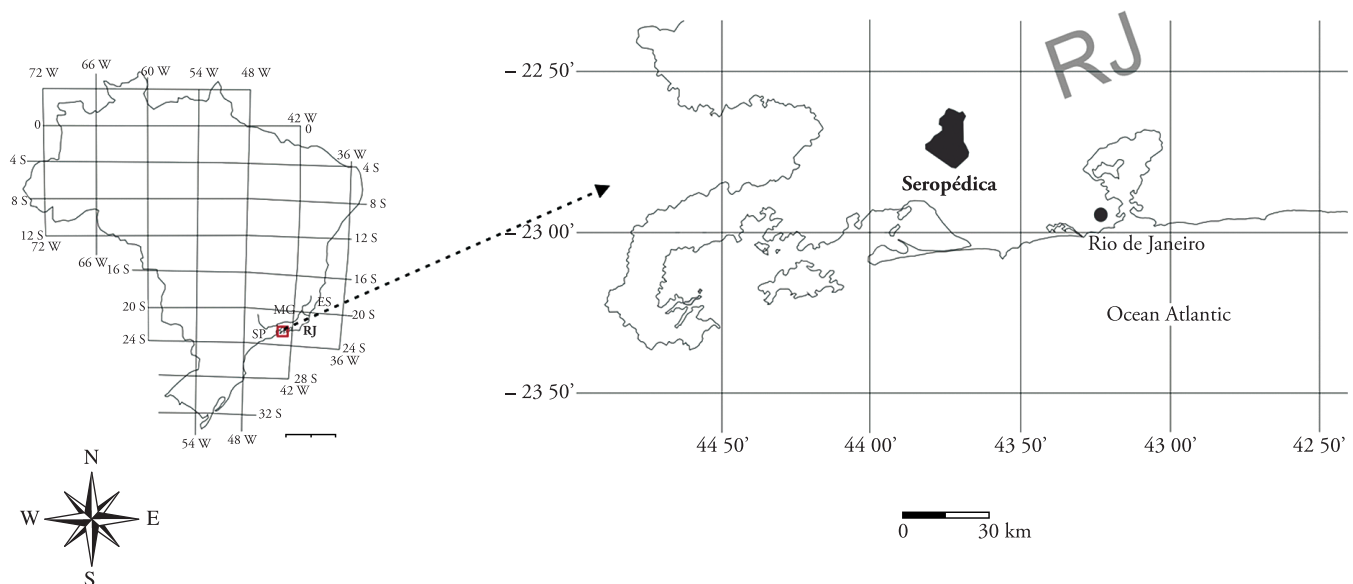 72 W
66 W
60 W
54 W
48 W
42 W
0
0
36 W
4 S
4 S
8 S
8 S
12 S
72 W
12 S
66 W
16 S
16 S
20 S
MG
ES
20 S
SP
RJ
24 S
24 S
36 W
28 S
42 W
32 S
54 W
48 W
N
W
E
S
RJ
– 22 50'
Seropédica
– 23 00'
Rio de Janeiro
Ocean Atlantic
– 23 50'
44 50'
44 00'
43 50'
43 00'
42 50'
0
30 km